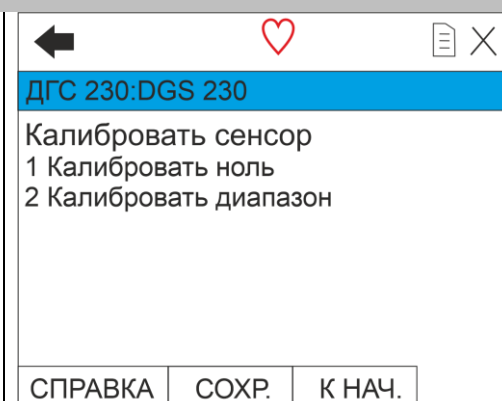 ДГС 230:DGS 230
Калибровать сенсор
1 Калибровать ноль
2 Калибровать диапазон
СПРАВКА СОХР. К НАЧ.